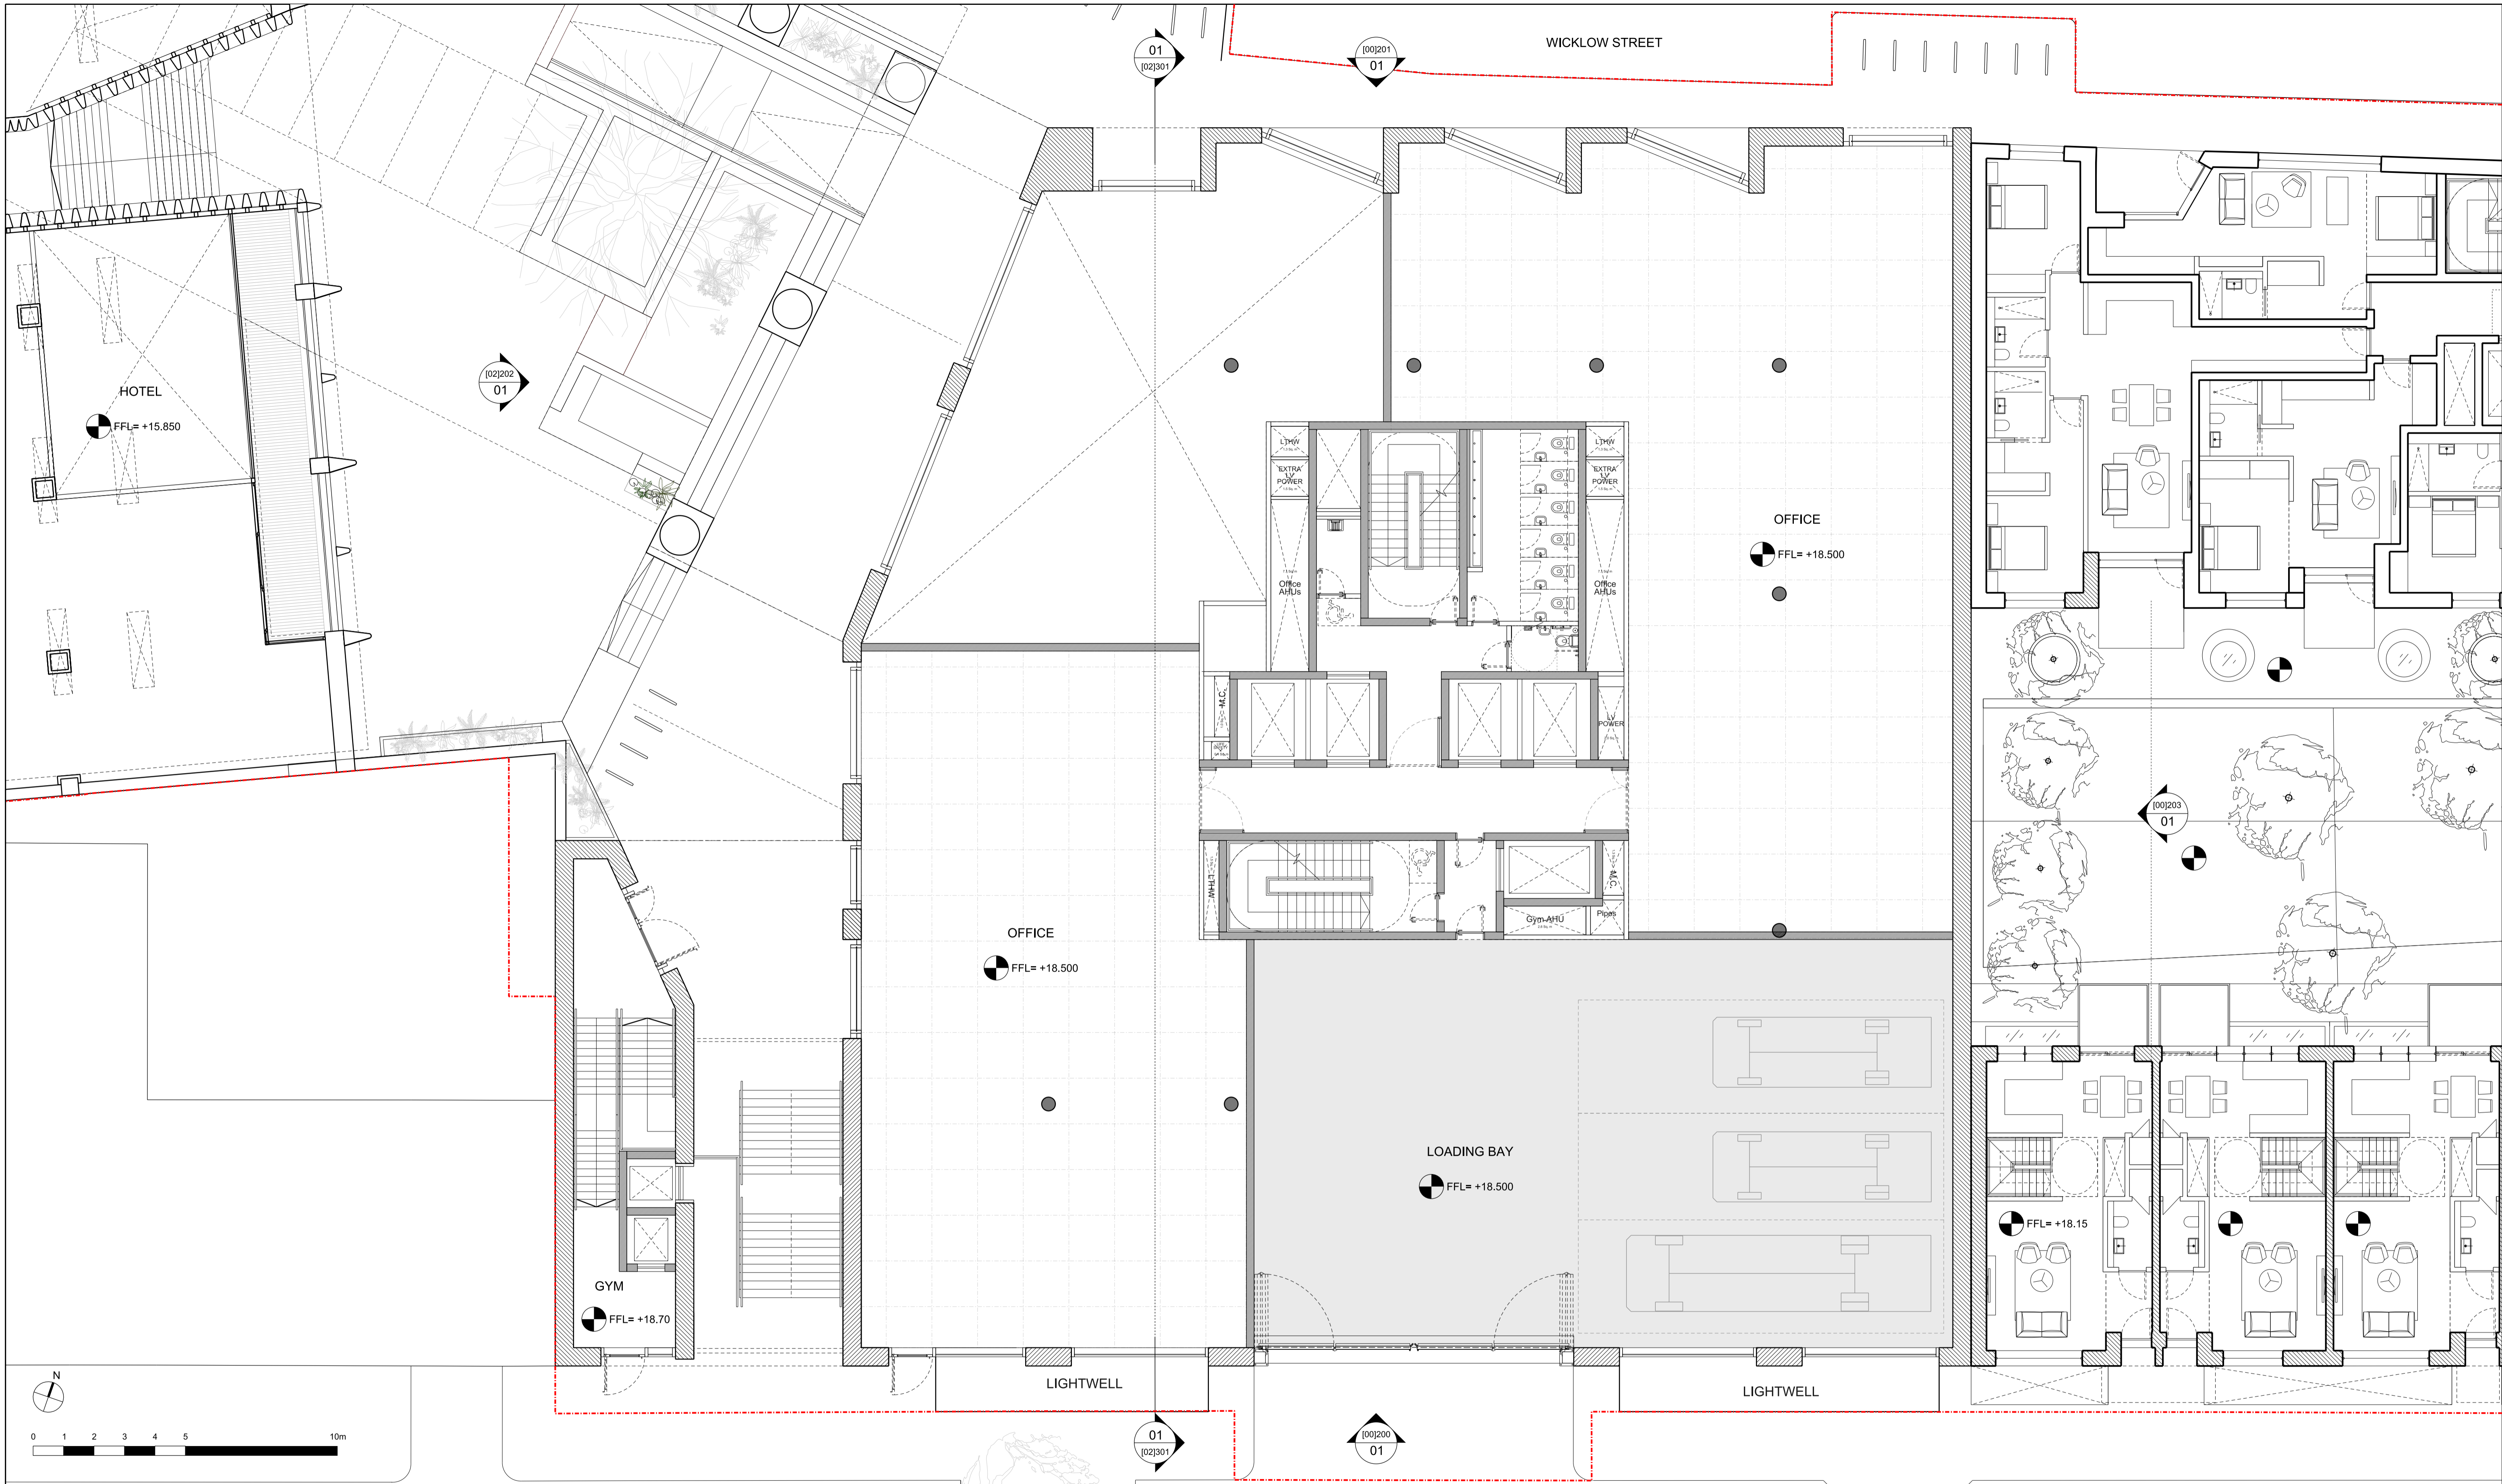 WICKLOW STREET
01
[02]301
[00]201
01
[02]202
01
HOTEL
FFL= +15.850
LTHW
EXTRA
LV
POWER
Office
AHUs
LTHW
EXTRA
LV
POWER
Office
AHUs
OFFICE
FFL= +18.500
M.C.
LV
POWER
[00]203
01
LTHW
M.C.
Gym AHU
Pipes
OFFICE
FFL= +18.500
LOADING BAY
FFL= +18.500
FFL= +18.15
GYM
FFL= +18.70
LIGHTWELL
LIGHTWELL
N
0 1 2 3 4 5 10m
01
[02]301
[00]200
01